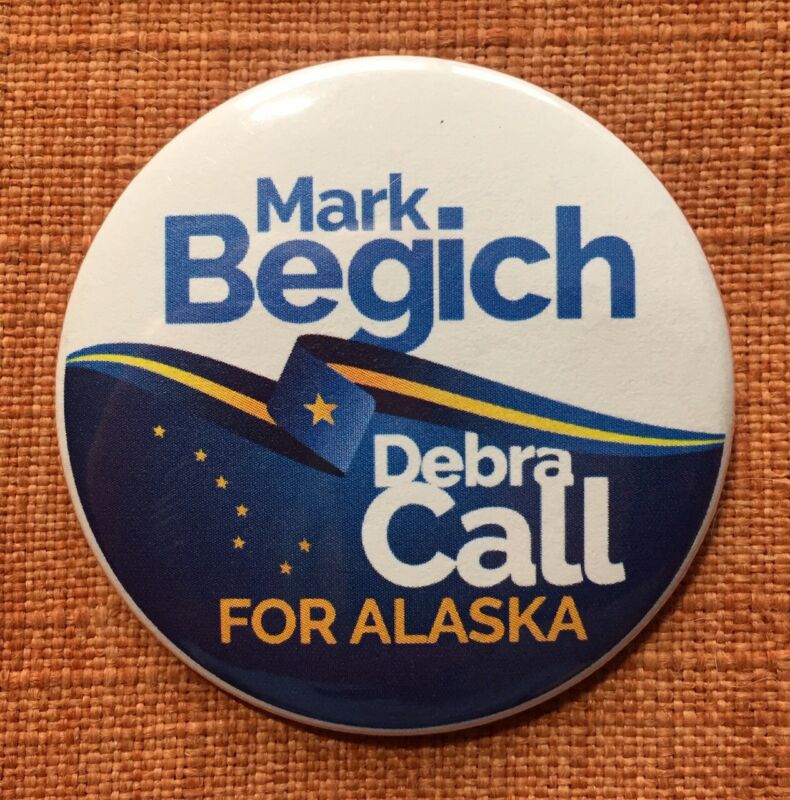 Mark
Begich
Debra
Call
FOR ALASKA